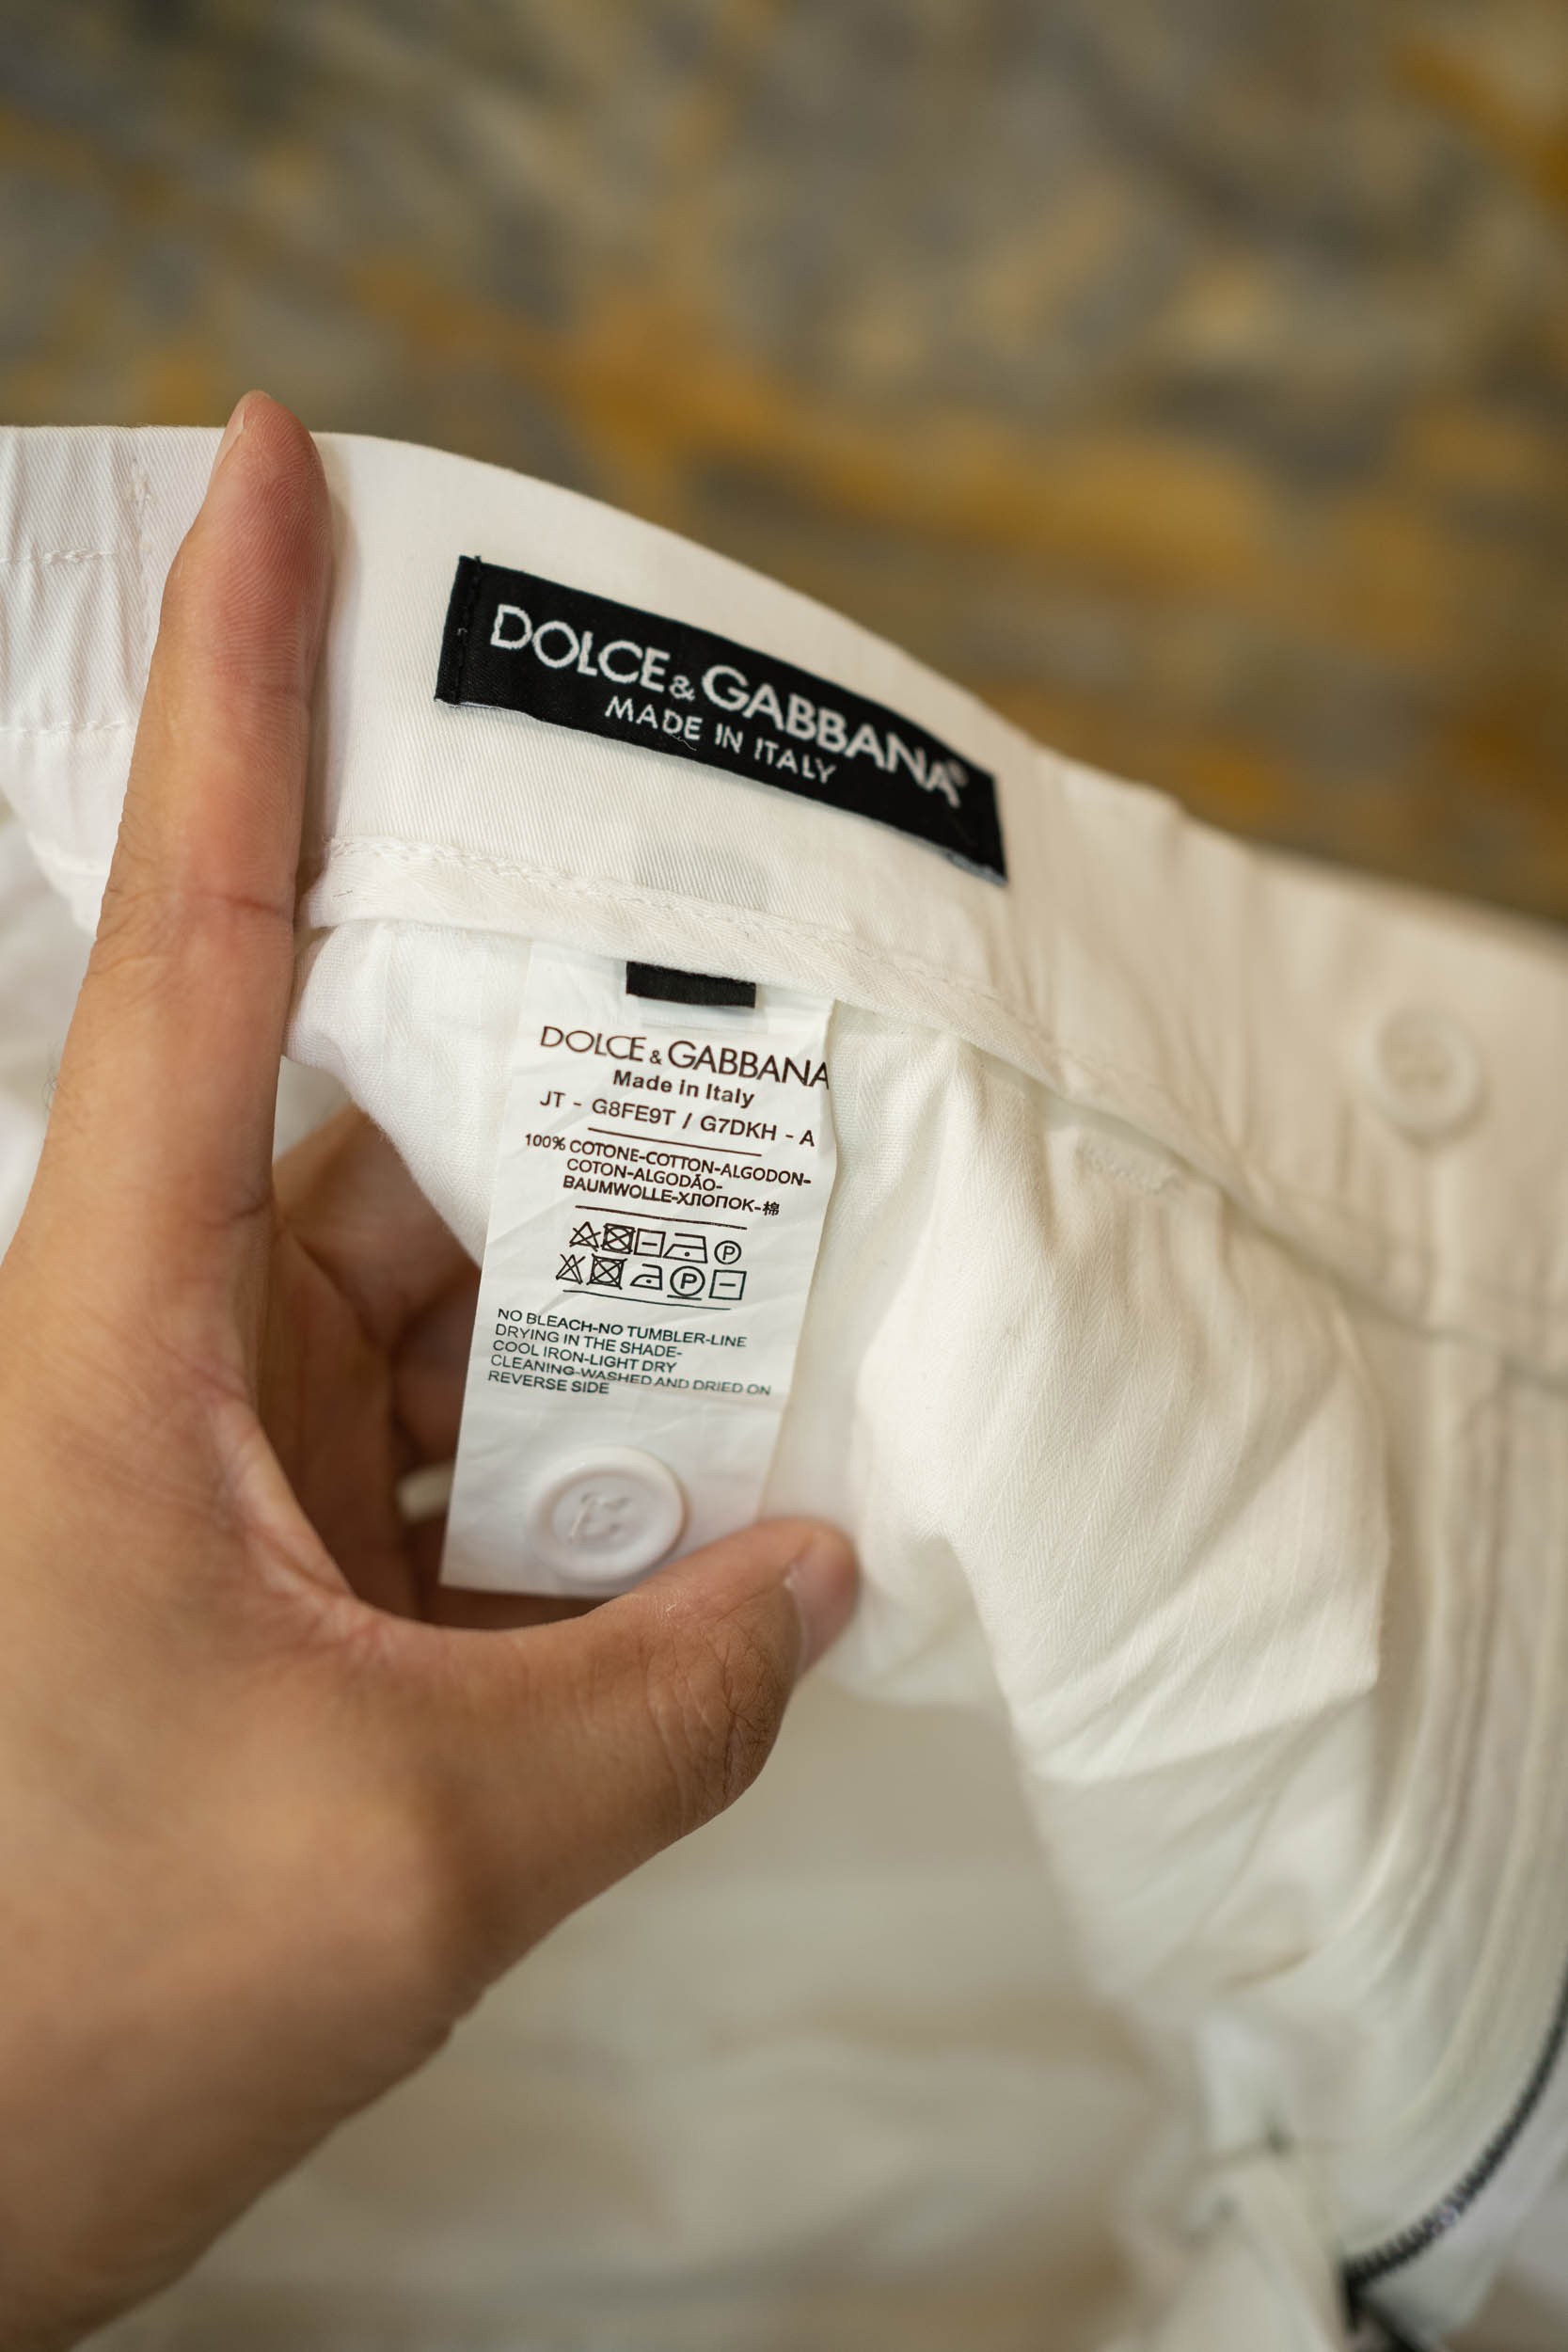 DOLCE & GABBANA®
MADE IN ITALY
DOLCE & GABBANA
Made in Italy
JT - G8FE9T / G7DKH - A
100% COTONE-COTTON-ALGODON-
COTON-ALGODÃO-
BAUMWOLLE-ХЛОПОК-棉
P
P
NO BLEACH-NO TUMBLER-LINE
DRYING IN THE SHADE-
COOL IRON-LIGHT DRY
CLEANING-WASHED AND DRIED ON
REVERSE SIDE